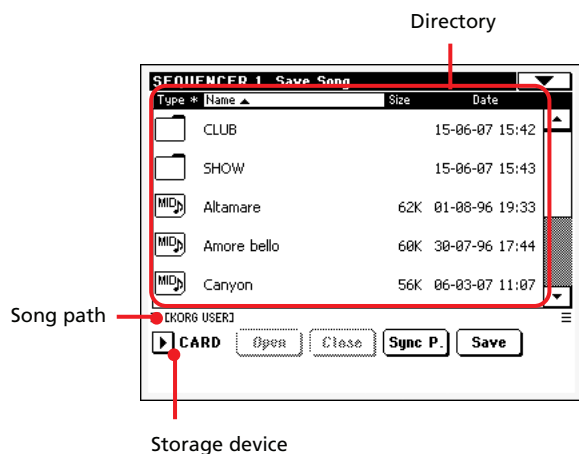 Directory
SEQUENCER 1 Save Song
Type * Name ▲ Size Date
CLUB 15-06-07 15:42
SHOW 15-06-07 15:43
MID♪ Altamare 62K 01-08-96 19:33
MID♪ Amore bello 60K 30-07-96 17:44
MID♪ Canyon 56K 06-03-07 11:07
Song path
[KORG USER]
CARD Open Close Sync P. Save
Storage device